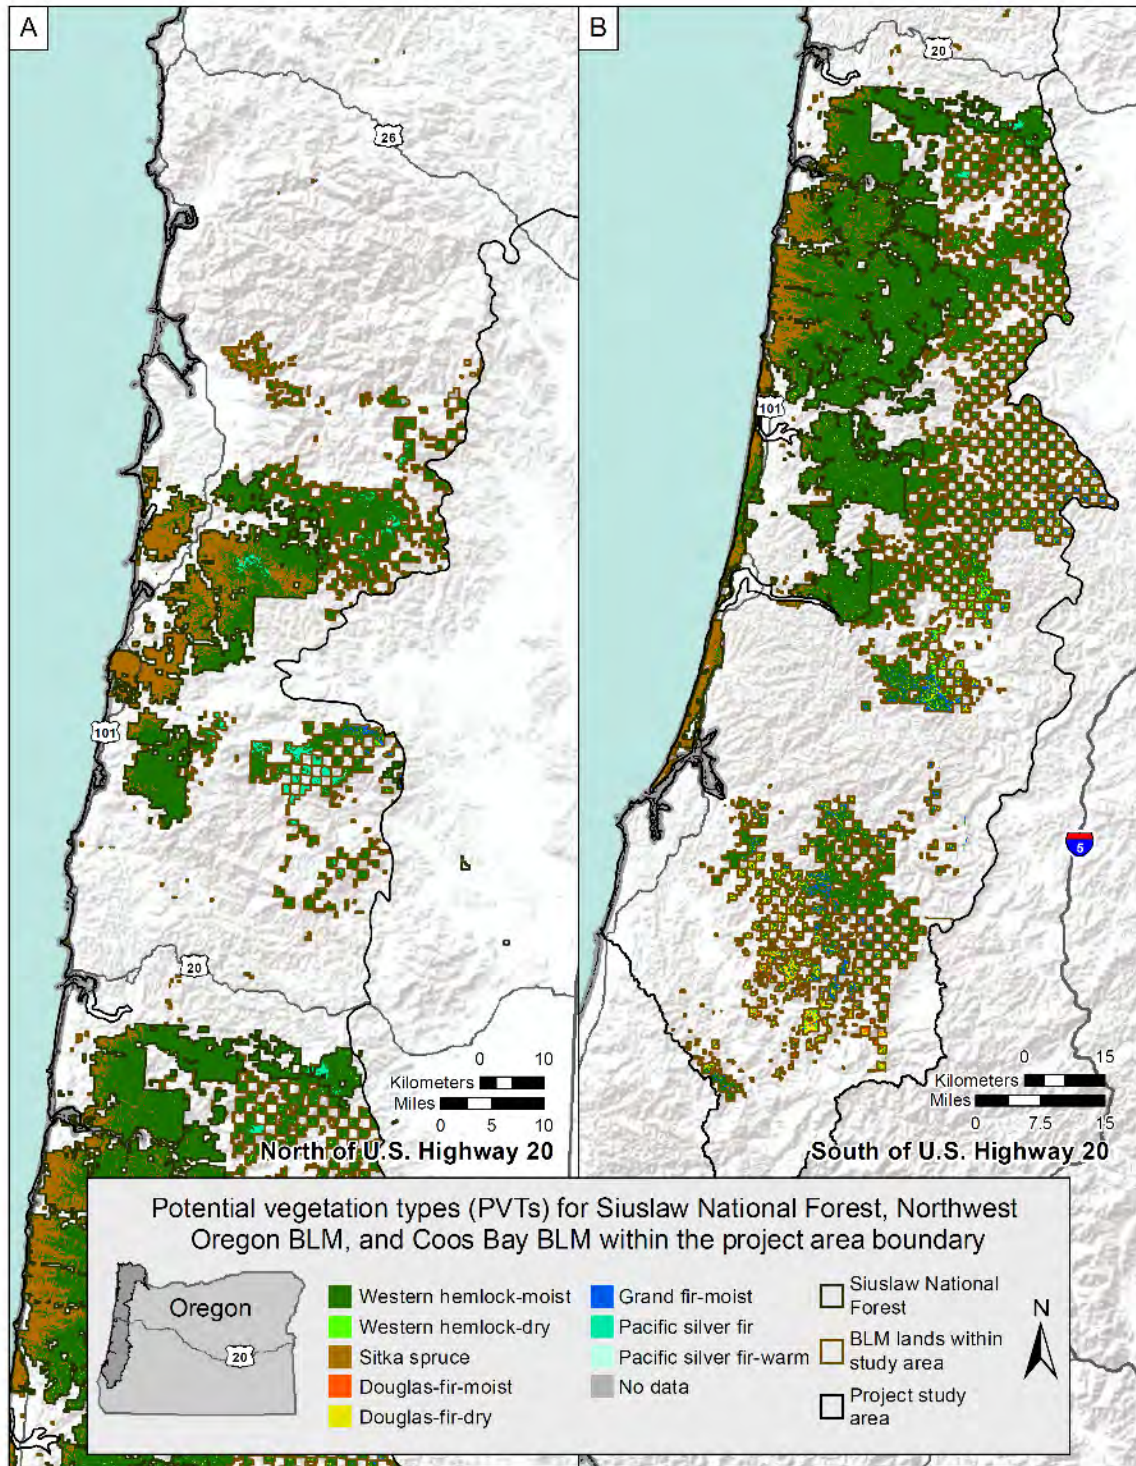 A
B
20
26
101
101
5
20
0 10
Kilometers
Miles
0 5 10
North of U.S. Highway 20
0 15
Kilometers
Miles
0 7.5 15
South of U.S. Highway 20
Potential vegetation types (PVTs) for Siuslaw National Forest, Northwest
Oregon BLM, and Coos Bay BLM within the project area boundary
Oregon
20
Western hemlock-moist
Western hemlock-dry
Sitka spruce
Douglas-fir-moist
Douglas-fir-dry
Grand fir-moist
Pacific silver fir
Pacific silver fir-warm
No data
Siuslaw National
Forest
BLM lands within
study area
Project study
area
N